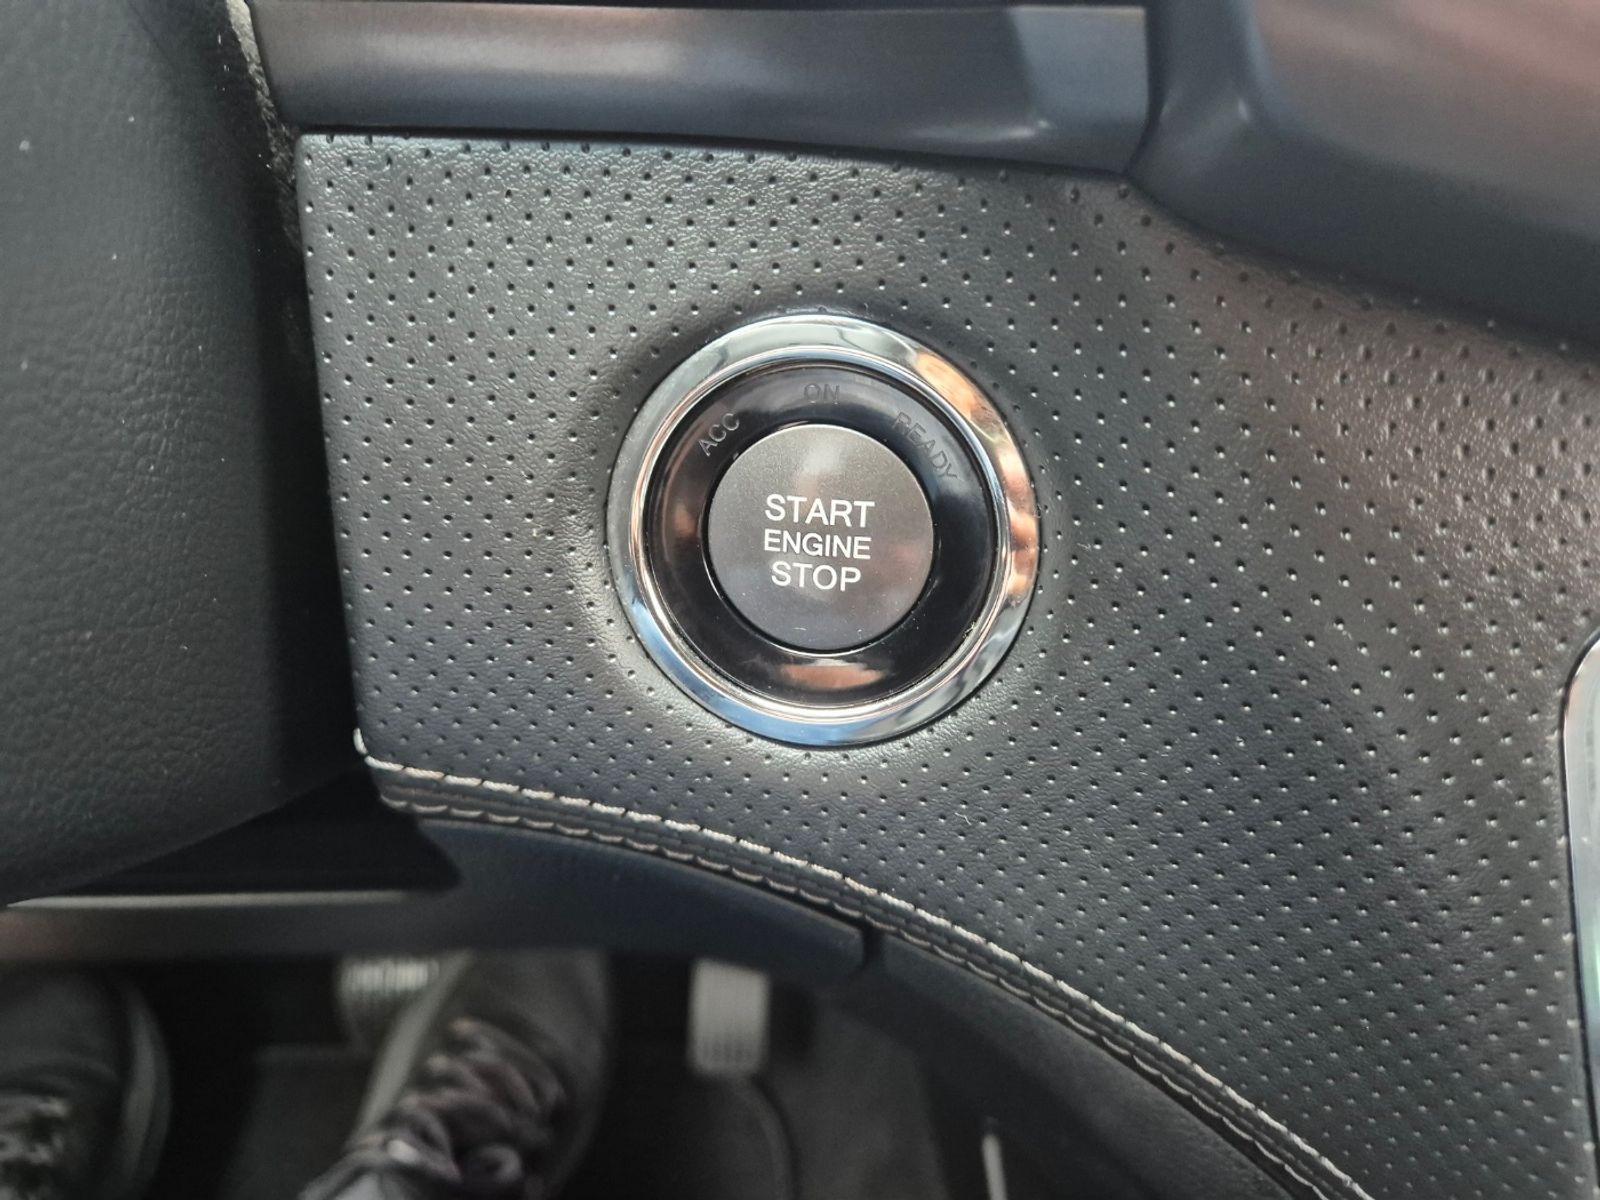 ACC
ON
READY
START
ENGINE
STOP